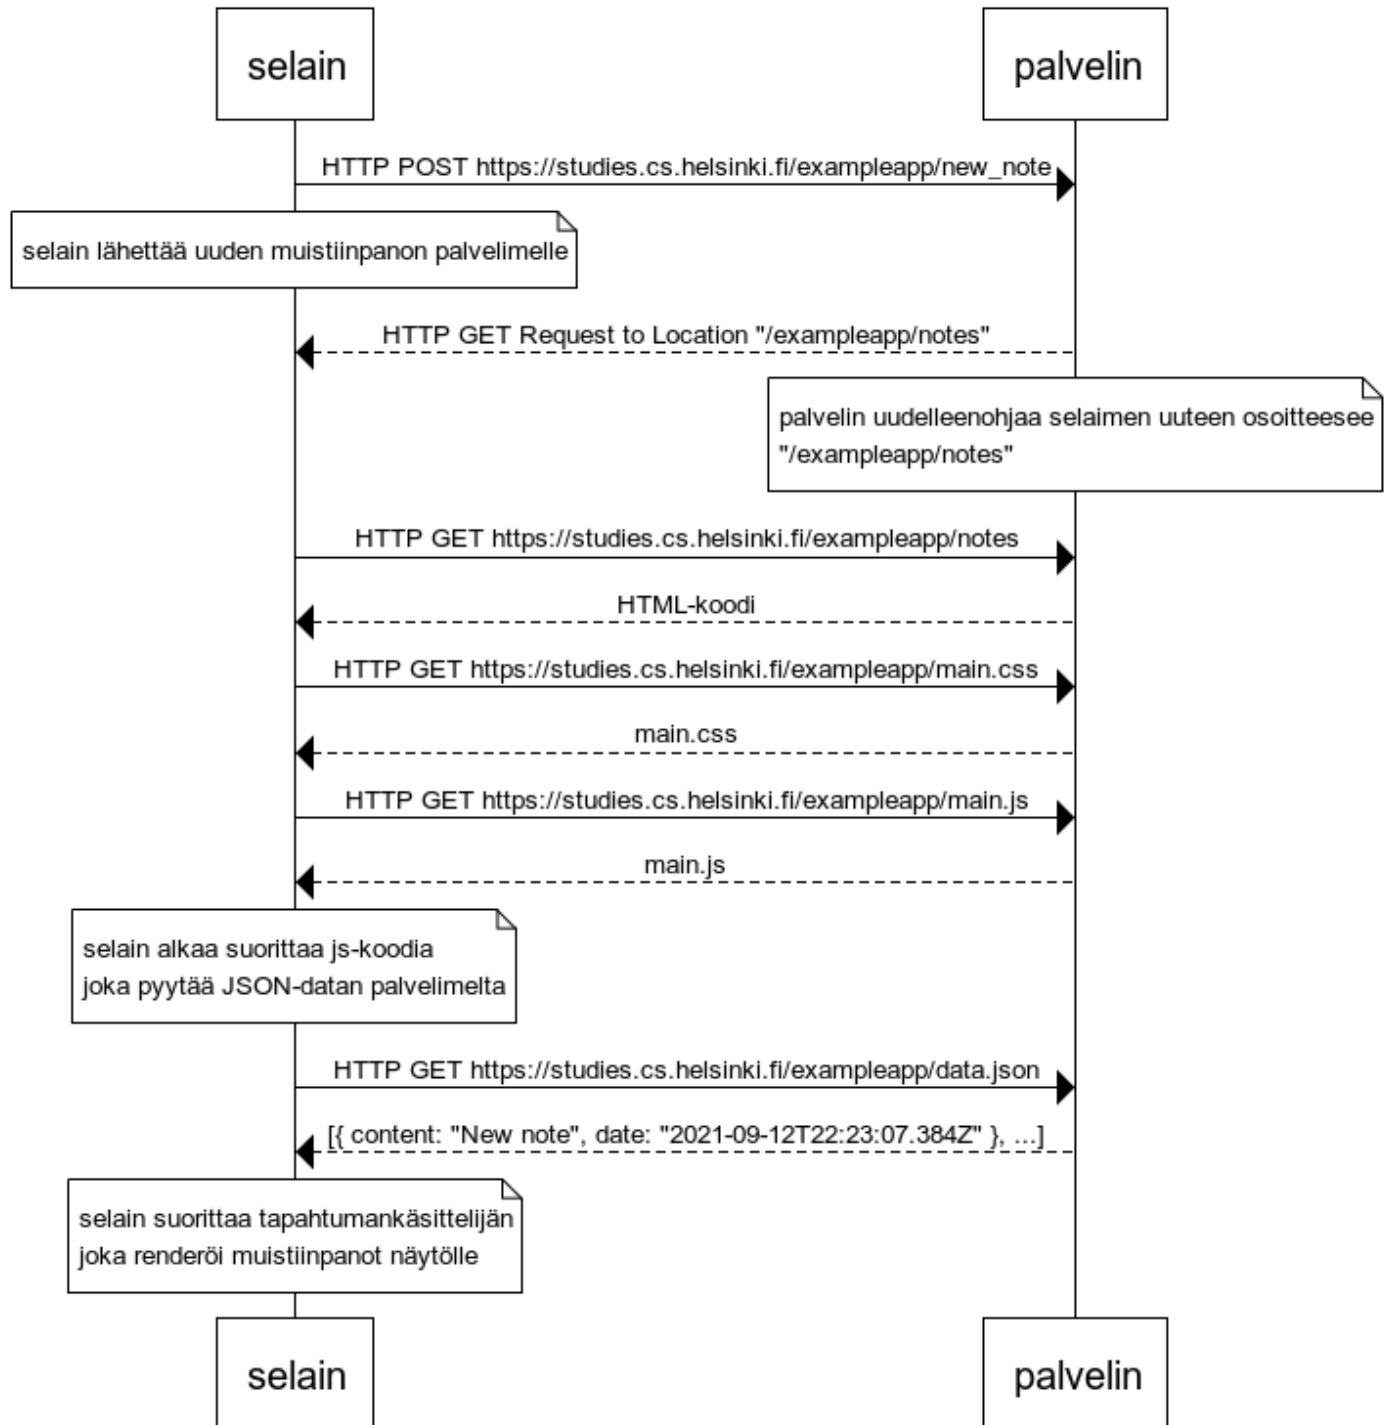 selain
palvelin
HTTP POST https://studies.cs.helsinki.fi/exampleapp/new_note
selain lähettää uuden muistiinpanon palvelimelle
HTTP GET Request to Location "/exampleapp/notes"
palvelin uudelleenohjaa selaimen uuteen osoitteesee
"/exampleapp/notes"
HTTP GET https://studies.cs.helsinki.fi/exampleapp/notes
HTML-koodi
HTTP GET https://studies.cs.helsinki.fi/exampleapp/main.css
main.css
HTTP GET https://studies.cs.helsinki.fi/exampleapp/main.js
main.js
selain alkaa suorittaa js-koodia
joka pyytää JSON-datan palvelimelta
HTTP GET https://studies.cs.helsinki.fi/exampleapp/data.json
[{ content: "New note", date: "2021-09-12T22:23:07.384Z" }, ...]
selain suorittaa tapahtumankäsittelijän
joka renderöi muistiinpanot näytölle
selain
palvelin